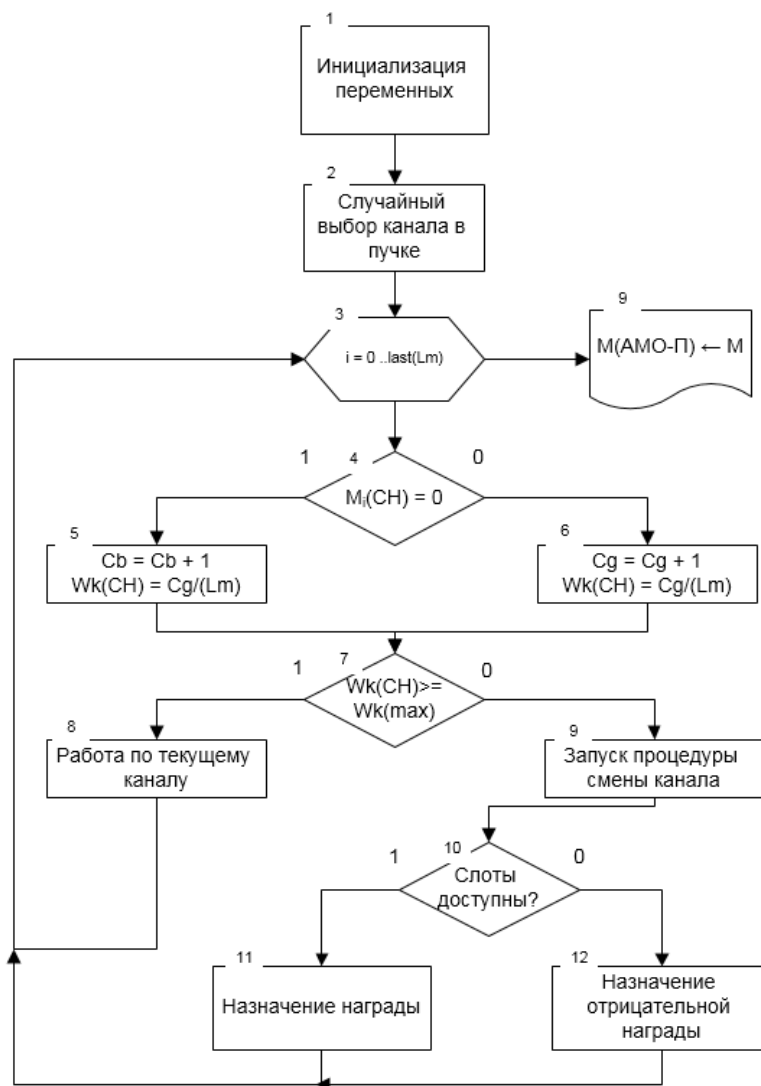 1
Инициализация
переменных
2
Случайный
выбор канала в
пучке
3
i = 0 ..last(Lm)
9
М(АМО-П) ← М
1
4
0
Mᵢ(CH) = 0
5
Cb = Cb + 1
Wk(CH) = Cg/(Lm)
6
Cg = Cg + 1
Wk(CH) = Cg/(Lm)
1
7
0
Wk(CH)>=
Wk(max)
8
Работа по текущему
каналу
9
Запуск процедуры
смены канала
1
10
0
Слоты
доступны?
11
Назначение награды
12
Назначение
отрицательной
награды